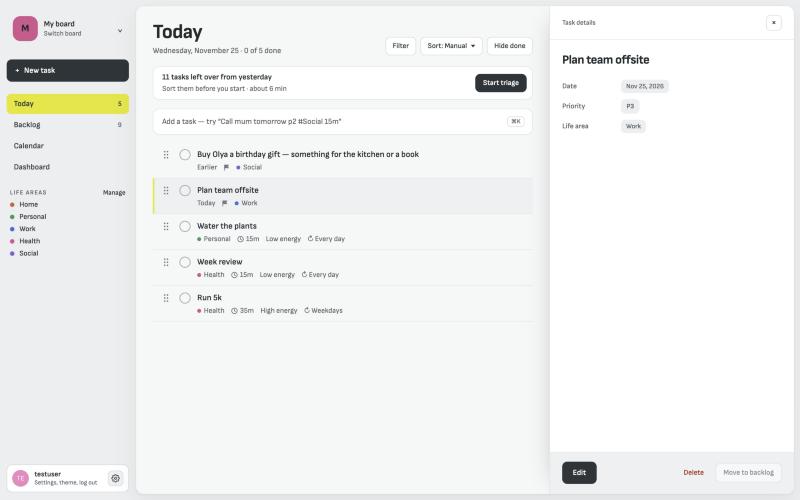 M
My board
Switch board
+ New task
Today 5
Backlog 9
Calendar
Dashboard
LIFE AREAS Manage
Home
Personal
Work
Health
Social
TE
testuser
Settings, theme, log out
Today
Wednesday, November 25 · 0 of 5 done
Filter
Sort: Manual
Hide done
11 tasks left over from yesterday
Sort them before you start · about 6 min
Start triage
Add a task — try "Call mum tomorrow p2 #Social 15m"
⌘K
Buy Olya a birthday gift — something for the kitchen or a book
Earlier Social
Plan team offsite
Today Work
Water the plants
Personal 15m Low energy Every day
Week review
Health 15m Low energy Every day
Run 5k
Health 35m High energy Weekdays
Task details
×
Plan team offsite
Date Nov 25, 2026
Priority P3
Life area Work
Edit
Delete
Move to backlog